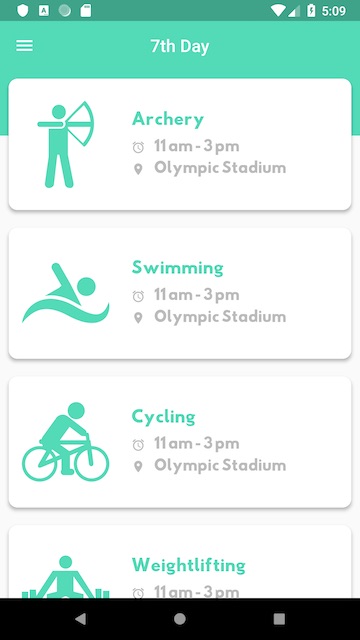 5:09
7th Day
Archery
11 am - 3 pm
Olympic Stadium
Swimming
11 am - 3 pm
Olympic Stadium
Cycling
11 am - 3 pm
Olympic Stadium
Weightlifting
11 am - 3 pm